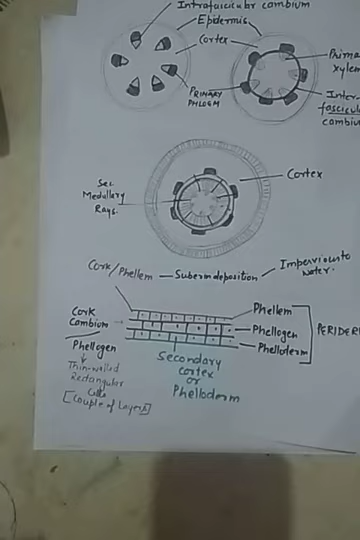 Intrafascicular cambium
Epidermis
Cortex
Primary
xylem
PRIMARY
PHLOEM
Inter-
fascicular
cambium
Cortex
Sec
Medullary
Rays.
Cork/Phellem — Suberin deposition — Impervious to
water.
Phellem
Cork
Cambium
Phellogen
PERIDER
Phellogen
Phelloderm
Thin-walled
Rectangular
Cells
[Couple of Layers]
Secondary
cortex
or
Phelloderm